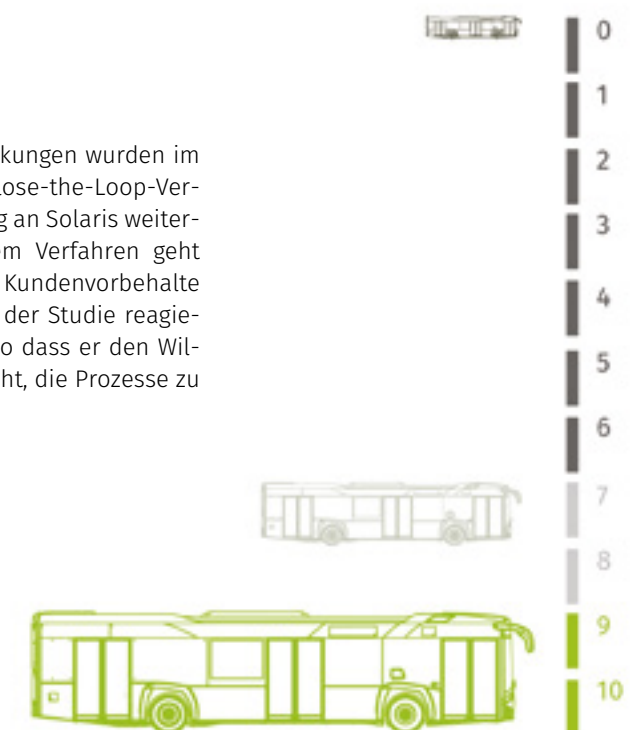 0
1
2
kungen wurden im
lose-the-Loop-Ver-
g an Solaris weiter-
em Verfahren geht
Kundenvorbehalte
der Studie reagie-
o dass er den Wil-
ht, die Prozesse zu
3
4
5
6
7
8
9
10